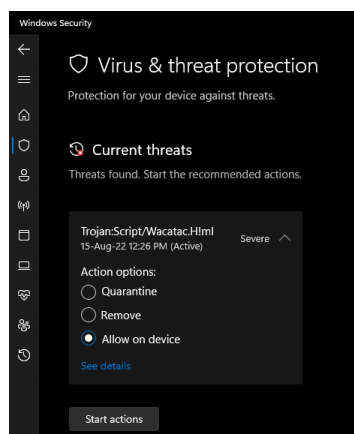 Windows Security
Virus & threat protection
Protection for your device against threats.
Current threats
Threats found. Start the recommended actions.
Trojan:Script/Wacatac.H!ml
15-Aug-22 12:26 PM (Active)
Severe
Action options:
Quarantine
Remove
Allow on device
See details
Start actions